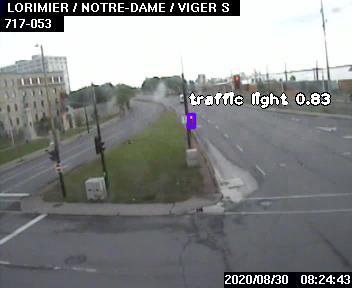 LORIMIER / NOTRE-DAME / VIGER S
717-053
traffic light 0.83
2020/08/30 08:24:43